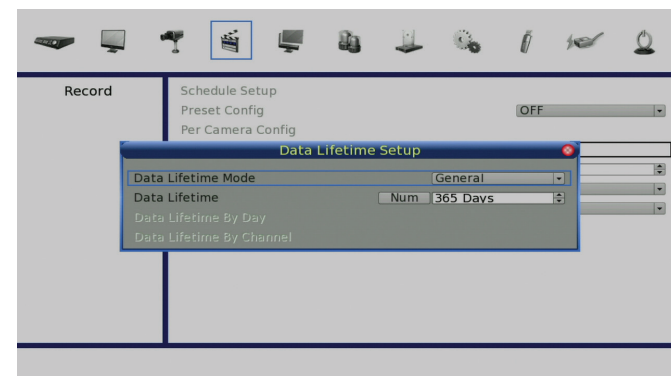 Record
Schedule Setup
Preset Config OFF
Per Camera Config
Data Lifetime Setup
Data Lifetime Mode General
Data Lifetime Num 365 Days
Data Lifetime By Day
Data Lifetime By Channel